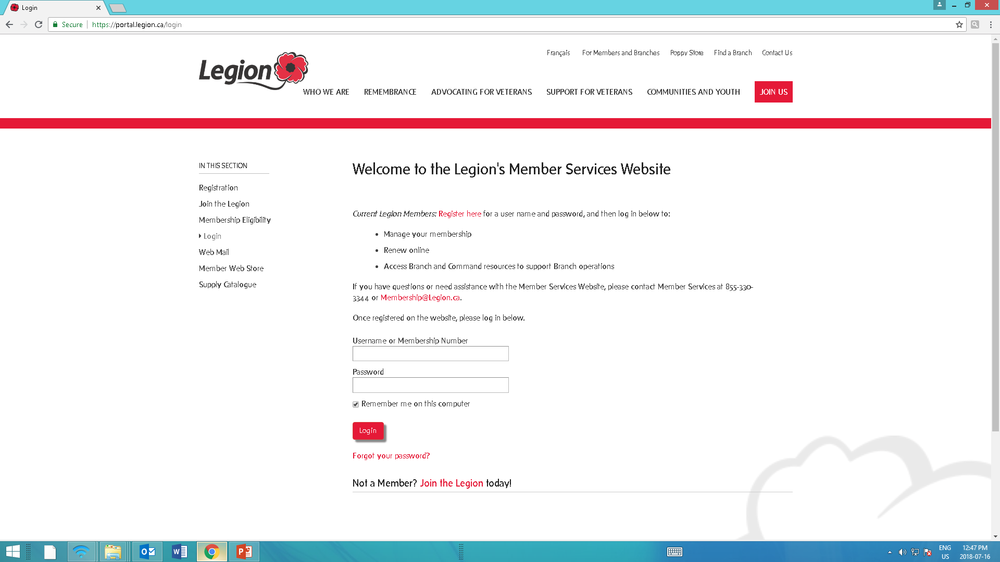 Login
Secure
https://portal.legion.ca/login
Français For Members and Branches Poppy Store Find a Branch Contact Us
Legion
WHO WE ARE REMEMBRANCE ADVOCATING FOR VETERANS SUPPORT FOR VETERANS COMMUNITIES AND YOUTH JOIN US
IN THIS SECTION
Registration
Join the Legion
Membership Eligibility
Login
Web Mail
Member Web Store
Supply Catalogue
Welcome to the Legion's Member Services Website
Current Legion Members: Register here for a user name and password, and then log in below to:
• Manage your membership
• Renew online
• Access Branch and Command resources to support Branch operations
If you have questions or need assistance with the Member Services Website, please contact Member Services at 855-330-
3344 or Membership@Legion.ca.
Once registered on the website, please log in below.
Username or Membership Number
Password
Remember me on this computer
Login
Forgot your password?
Not a Member? Join the Legion today!
ENG
US
12:47 PM
2018-07-16